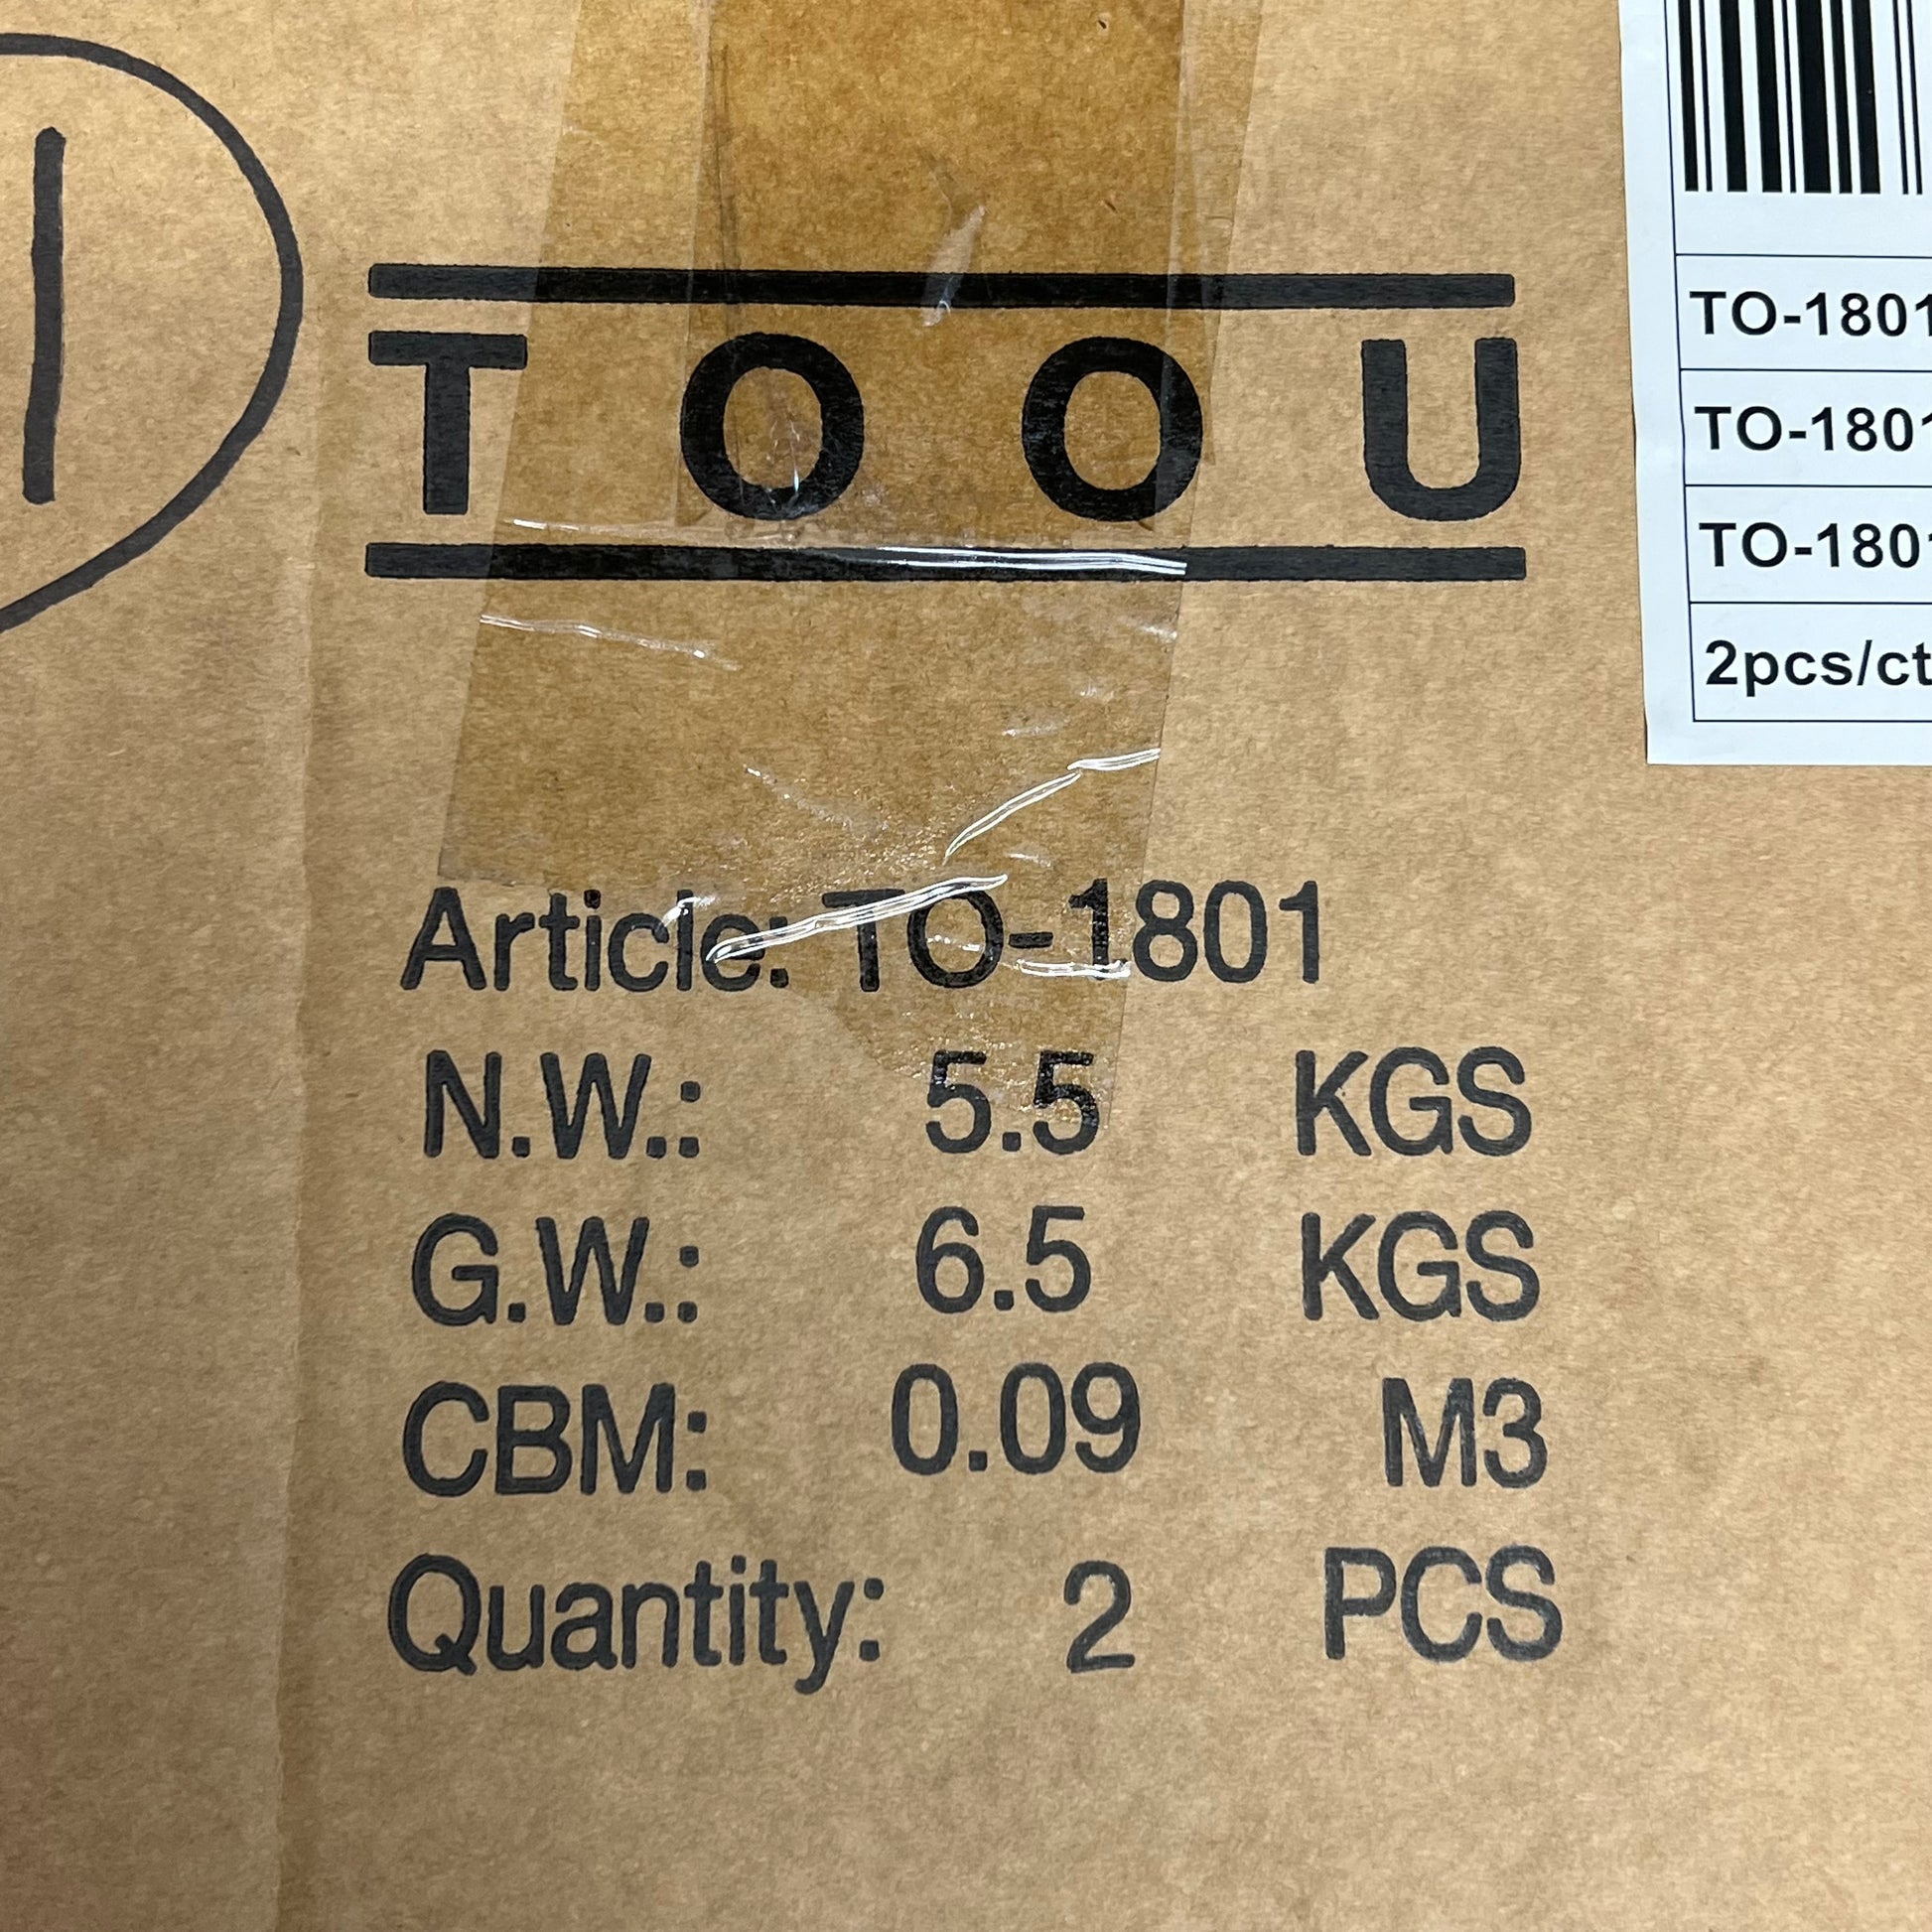 1
TOOU
Article: TO-1801
N.W.: 5.5 KGS
G.W.: 6.5 KGS
CBM: 0.09 M3
Quantity: 2 PCS
TO-1801
TO-1801
TO-1801
2pcs/ct